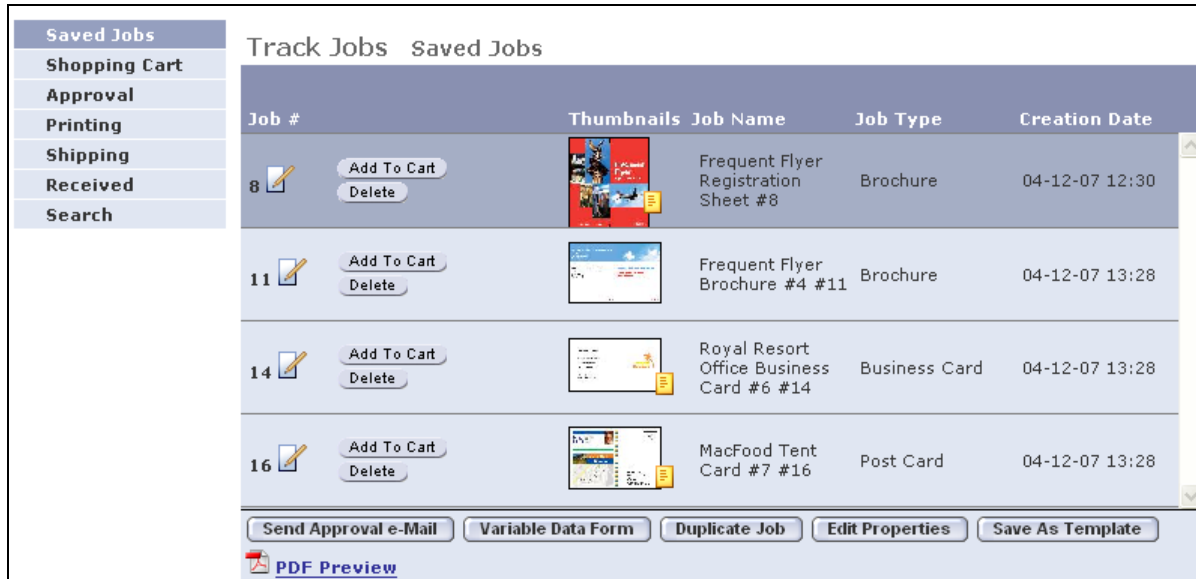 Saved Jobs
Shopping Cart
Approval
Printing
Shipping
Received
Search
Track Jobs Saved Jobs
Job # Thumbnails Job Name Job Type Creation Date
8 Add To Cart Delete
Frequent Flyer
Registration
Sheet #8
Brochure 04-12-07 12:30
11 Add To Cart Delete
Frequent Flyer
Brochure #4 #11
Brochure 04-12-07 13:28
14 Add To Cart Delete
Royal Resort
Office Business
Card #6 #14
Business Card 04-12-07 13:28
16 Add To Cart Delete
MacFood Tent
Card #7 #16
Post Card 04-12-07 13:28
Send Approval e-Mail Variable Data Form Duplicate Job Edit Properties Save As Template
PDF Preview